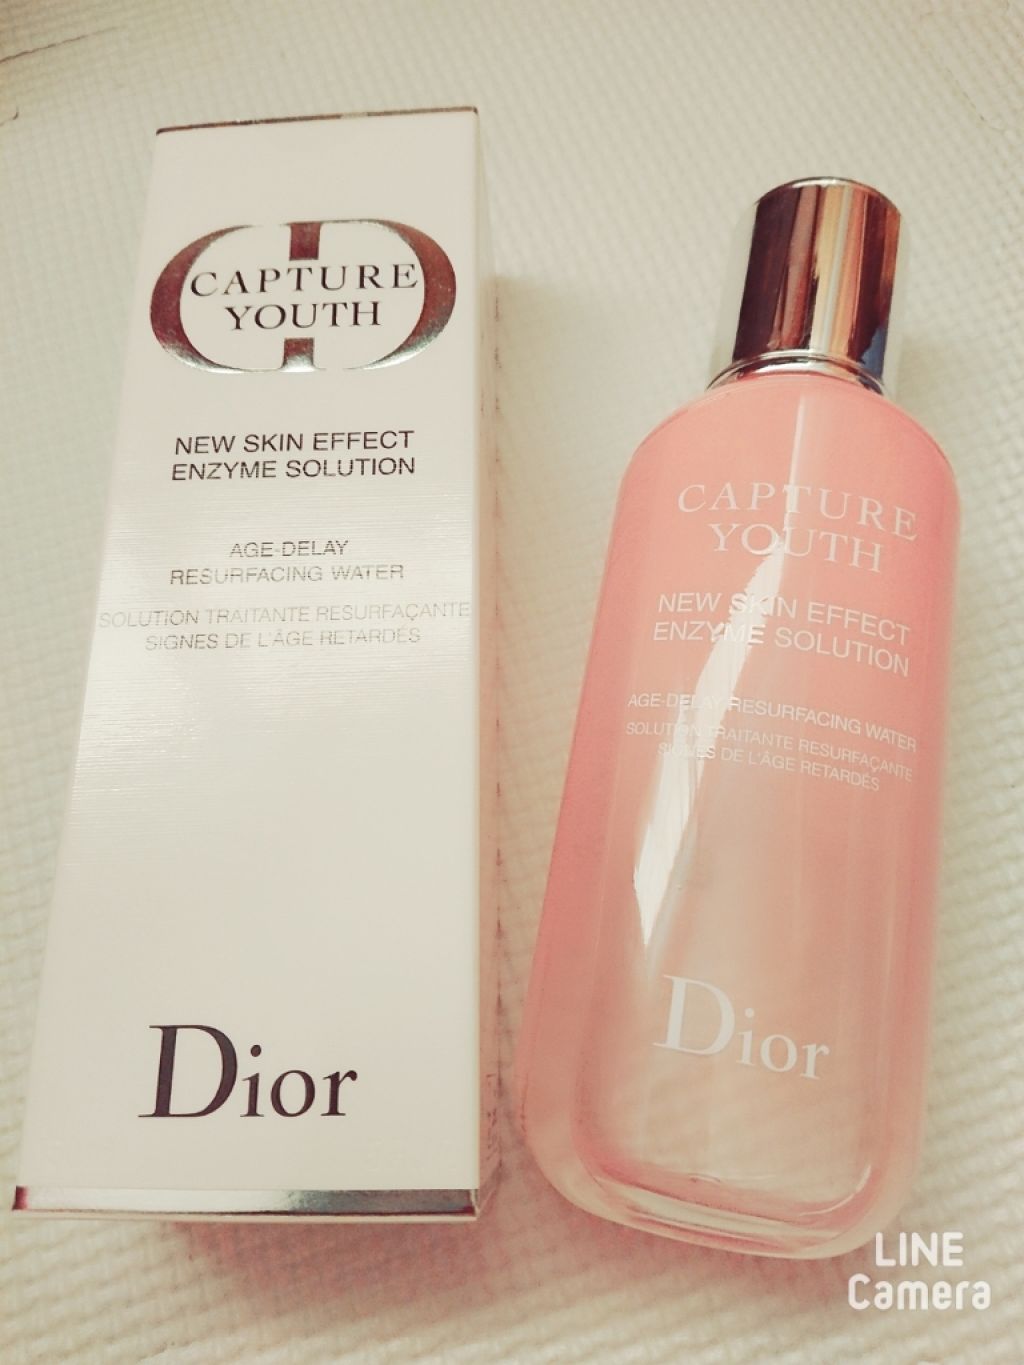 CAPTURE
YOUTH
NEW SKIN EFFECT
ENZYME SOLUTION
AGE-DELAY
RESURFACING WATER
SOLUTION TRAITANTE RESURFAÇANTE
SIGNES DE L'ÂGE RETARDÉS
Dior
CAPTURE
YOUTH
NEW SKIN EFFECT
ENZYME SOLUTION
AGE-DELAY RESURFACING WATER
SOLUTION TRAITANTE RESURFAÇANTE
SIGNES DE L'ÂGE RETARDÉS
Dior
LINE
Camera